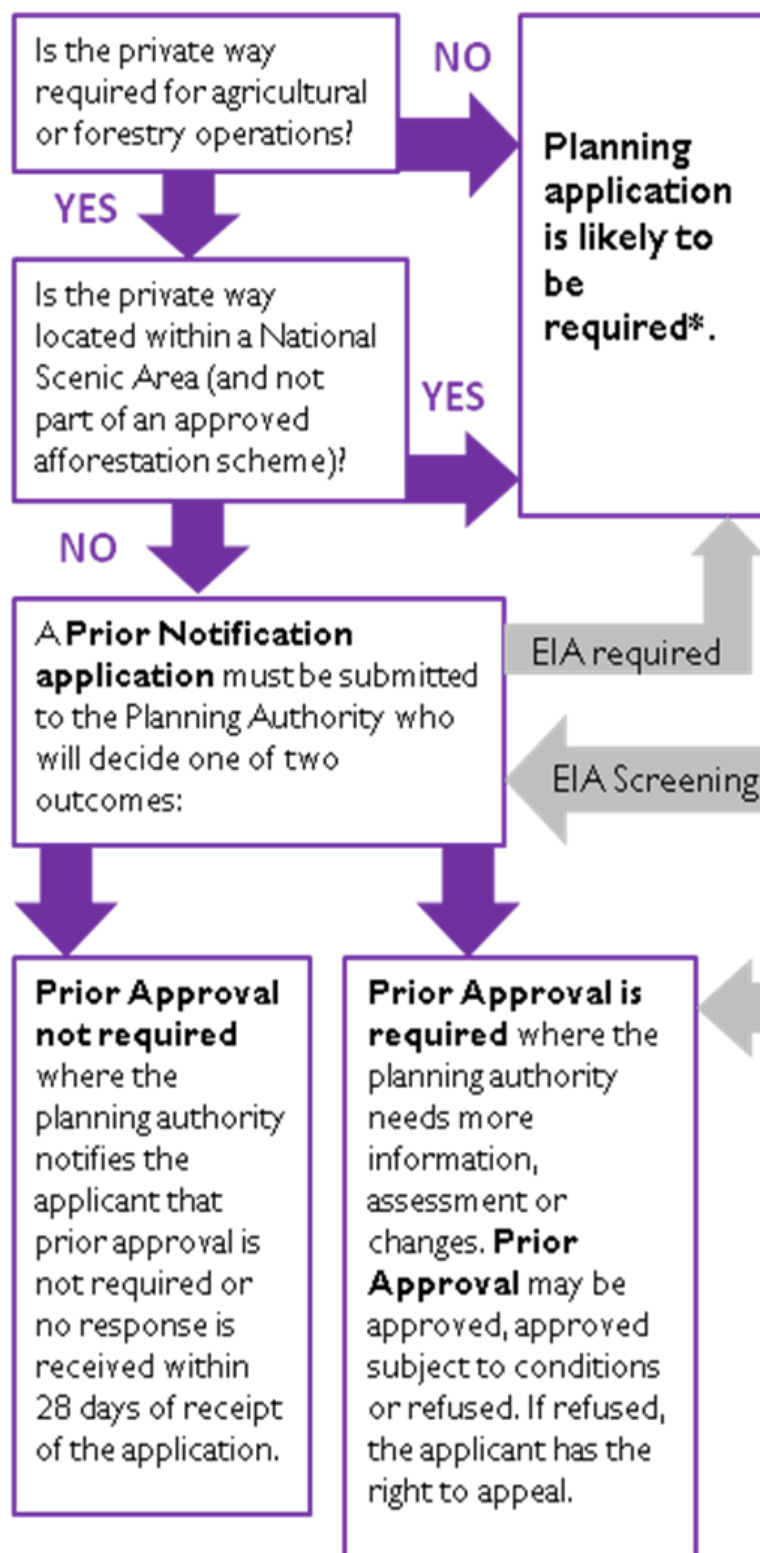 Is the private way
required for agricultural
or forestry operations?
NO
Planning
application
is likely to
be
required*.
YES
Is the private way
located within a National
Scenic Area (and not
part of an approved
afforestation scheme)?
YES
NO
A Prior Notification
application must be submitted
to the Planning Authority who
will decide one of two
outcomes:
EIA required
EIA Screening
Prior Approval
not required
where the
planning authority
notifies the
applicant that
prior approval is
not required or
no response is
received within
28 days of receipt
of the application.
Prior Approval is
required where the
planning authority
needs more
information,
assessment or
changes. Prior
Approval may be
approved, approved
subject to conditions
or refused. If refused,
the applicant has the
right to appeal.